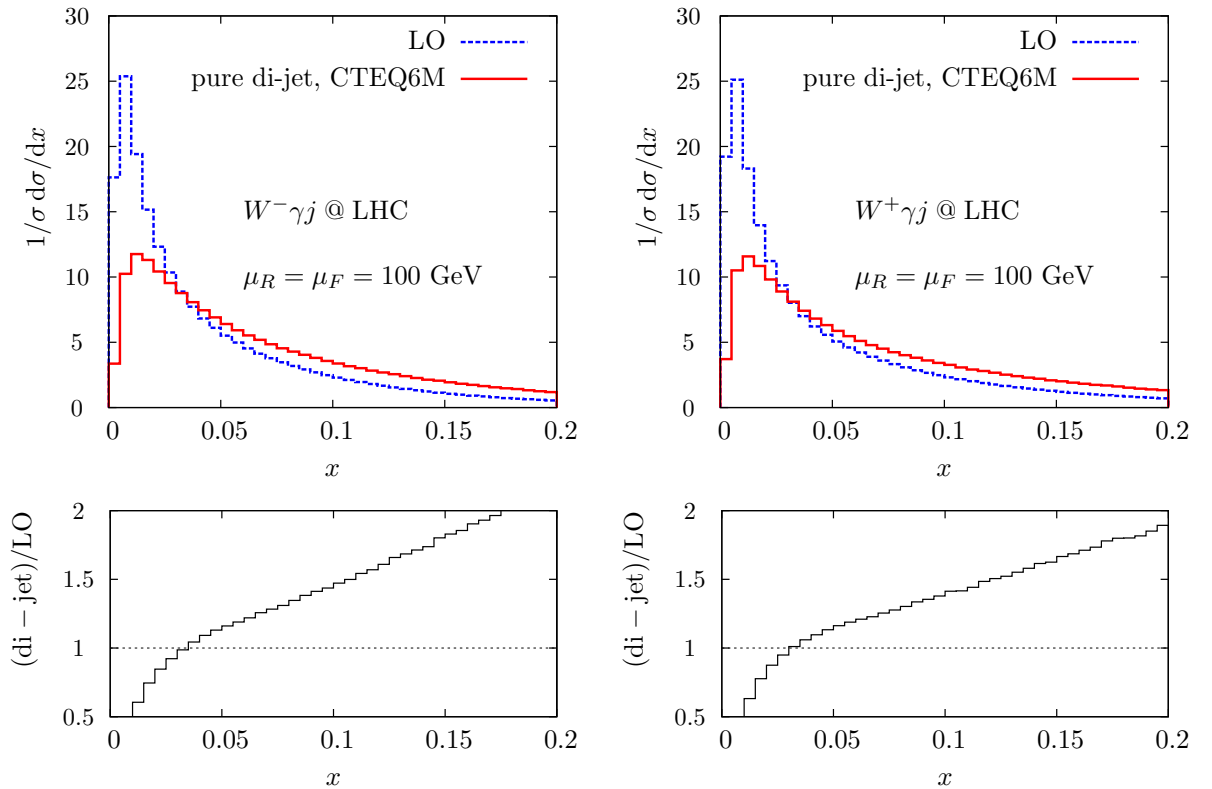 LO
pure di-jet, CTEQ6M
W⁻γj @ LHC
μ_R = μ_F = 100 GeV
1/σ dσ/dx
30
25
20
15
10
5
0
0 0.05 0.1 0.15 0.2
x
LO
pure di-jet, CTEQ6M
W⁺γj @ LHC
μ_R = μ_F = 100 GeV
1/σ dσ/dx
30
25
20
15
10
5
0
0 0.05 0.1 0.15 0.2
x
(di − jet)/LO
2
1.5
1
0.5
0 0.05 0.1 0.15 0.2
x
(di − jet)/LO
2
1.5
1
0.5
0 0.05 0.1 0.15 0.2
x